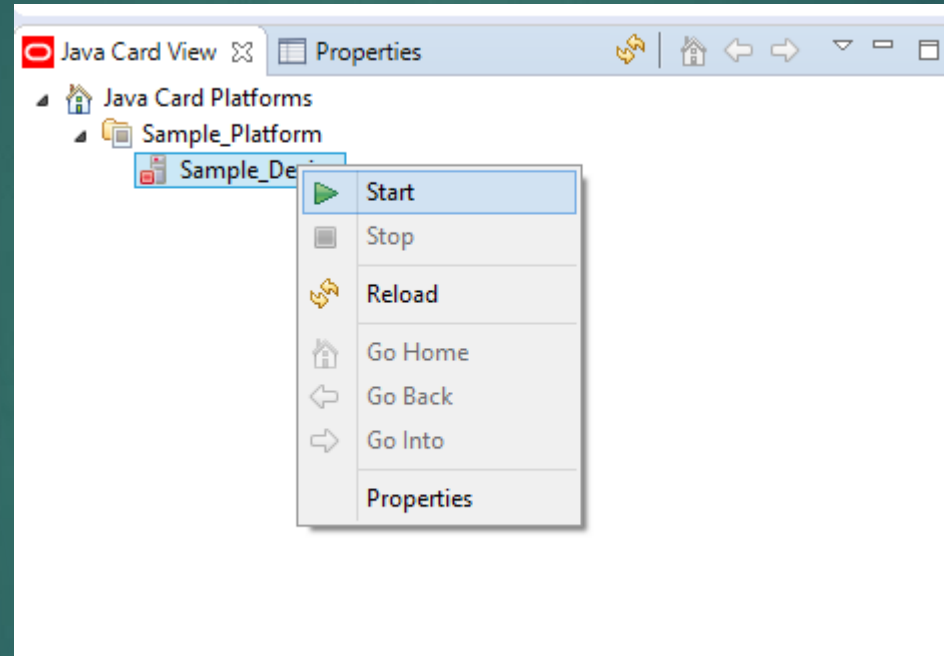 Java Card View Properties
Java Card Platforms
Sample_Platform
Start
Stop
Reload
Go Home
Go Back
Go Into
Properties